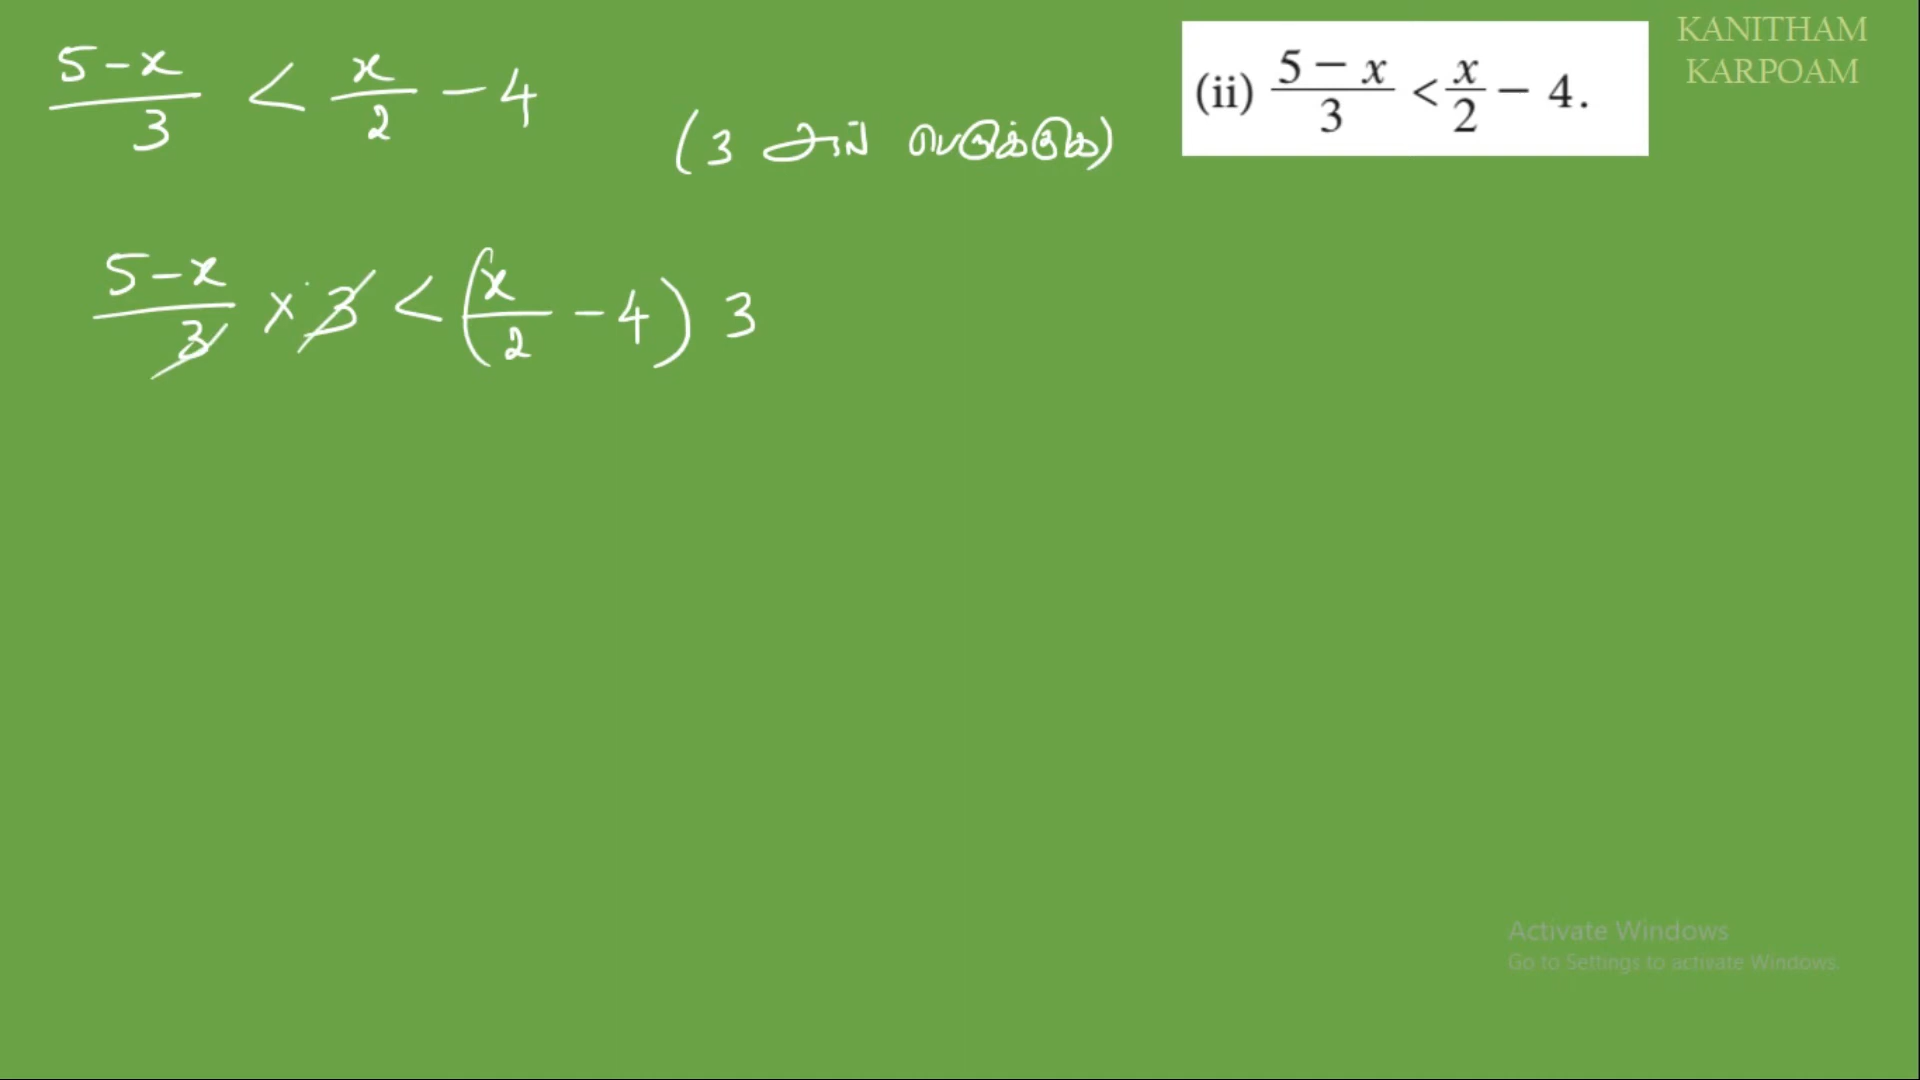 (5-x)/3 < x/2 - 4
(3 ஆல் பெருக்குக)
(ii) (5 − x)/3 < x/2 − 4.
KANITHAM
KARPOAM
(5-x)/3 × 3 < (x/2 - 4) 3
Activate Windows
Go to Settings to activate Windows.